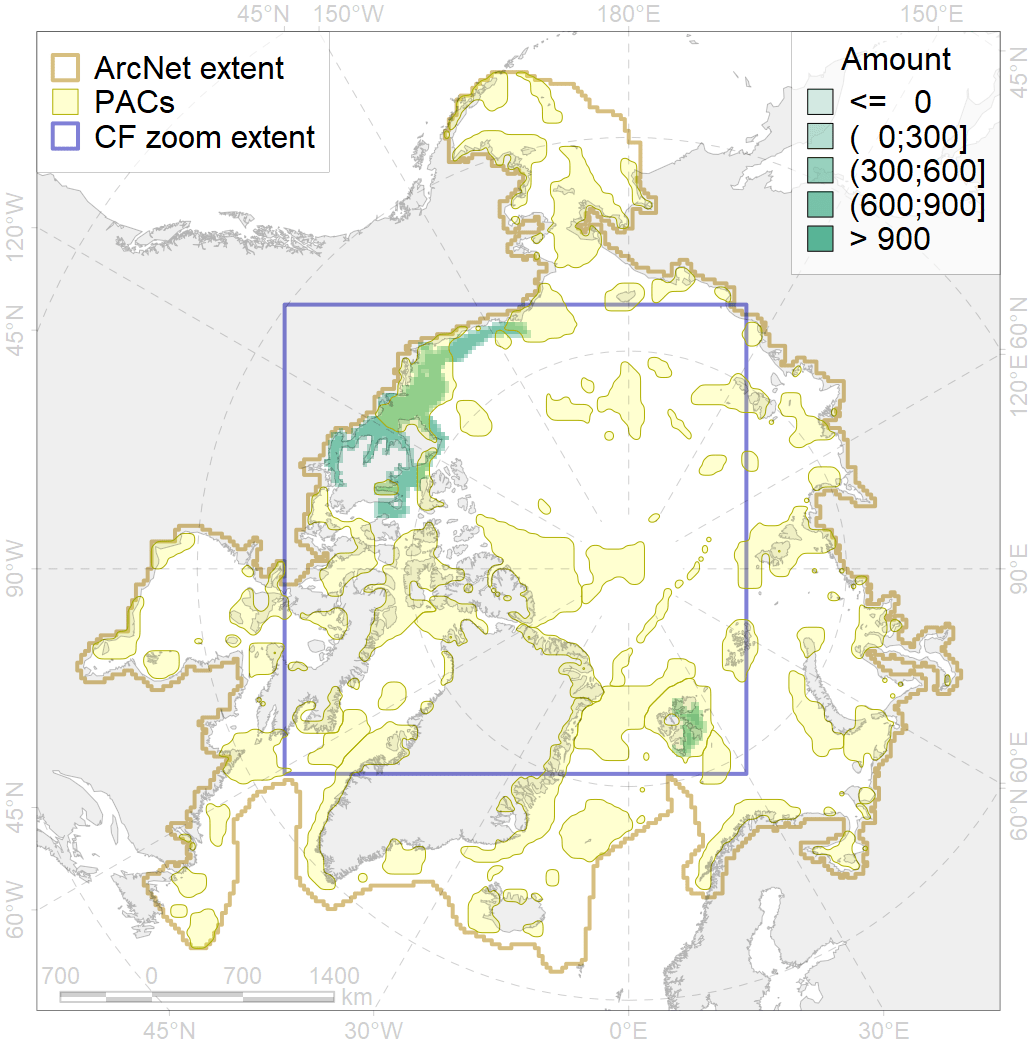 45°N 150°W 180°E 150°E
ArcNet extent
PACs
CF zoom extent
Amount
<= 0
( 0;300]
(300;600]
(600;900]
> 900
45°N
120°W
45°N
90°W
45°N
60°W
60°N
120°E
90°E
60°E
60°N
700 0 700 1400
km
45°N 30°W 0°E 30°E